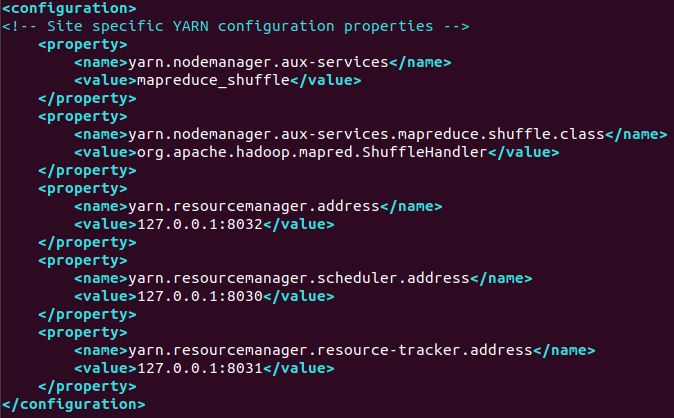 <configuration>
<!-- Site specific YARN configuration properties -->
    <property>
        <name>yarn.nodemanager.aux-services</name>
        <value>mapreduce_shuffle</value>
    </property>
    <property>
        <name>yarn.nodemanager.aux-services.mapreduce.shuffle.class</name>
        <value>org.apache.hadoop.mapred.ShuffleHandler</value>
    </property>
    <property>
        <name>yarn.resourcemanager.address</name>
        <value>127.0.0.1:8032</value>
    </property>
    <property>
        <name>yarn.resourcemanager.scheduler.address</name>
        <value>127.0.0.1:8030</value>
    </property>
    <property>
        <name>yarn.resourcemanager.resource-tracker.address</name>
        <value>127.0.0.1:8031</value>
    </property>
</configuration>